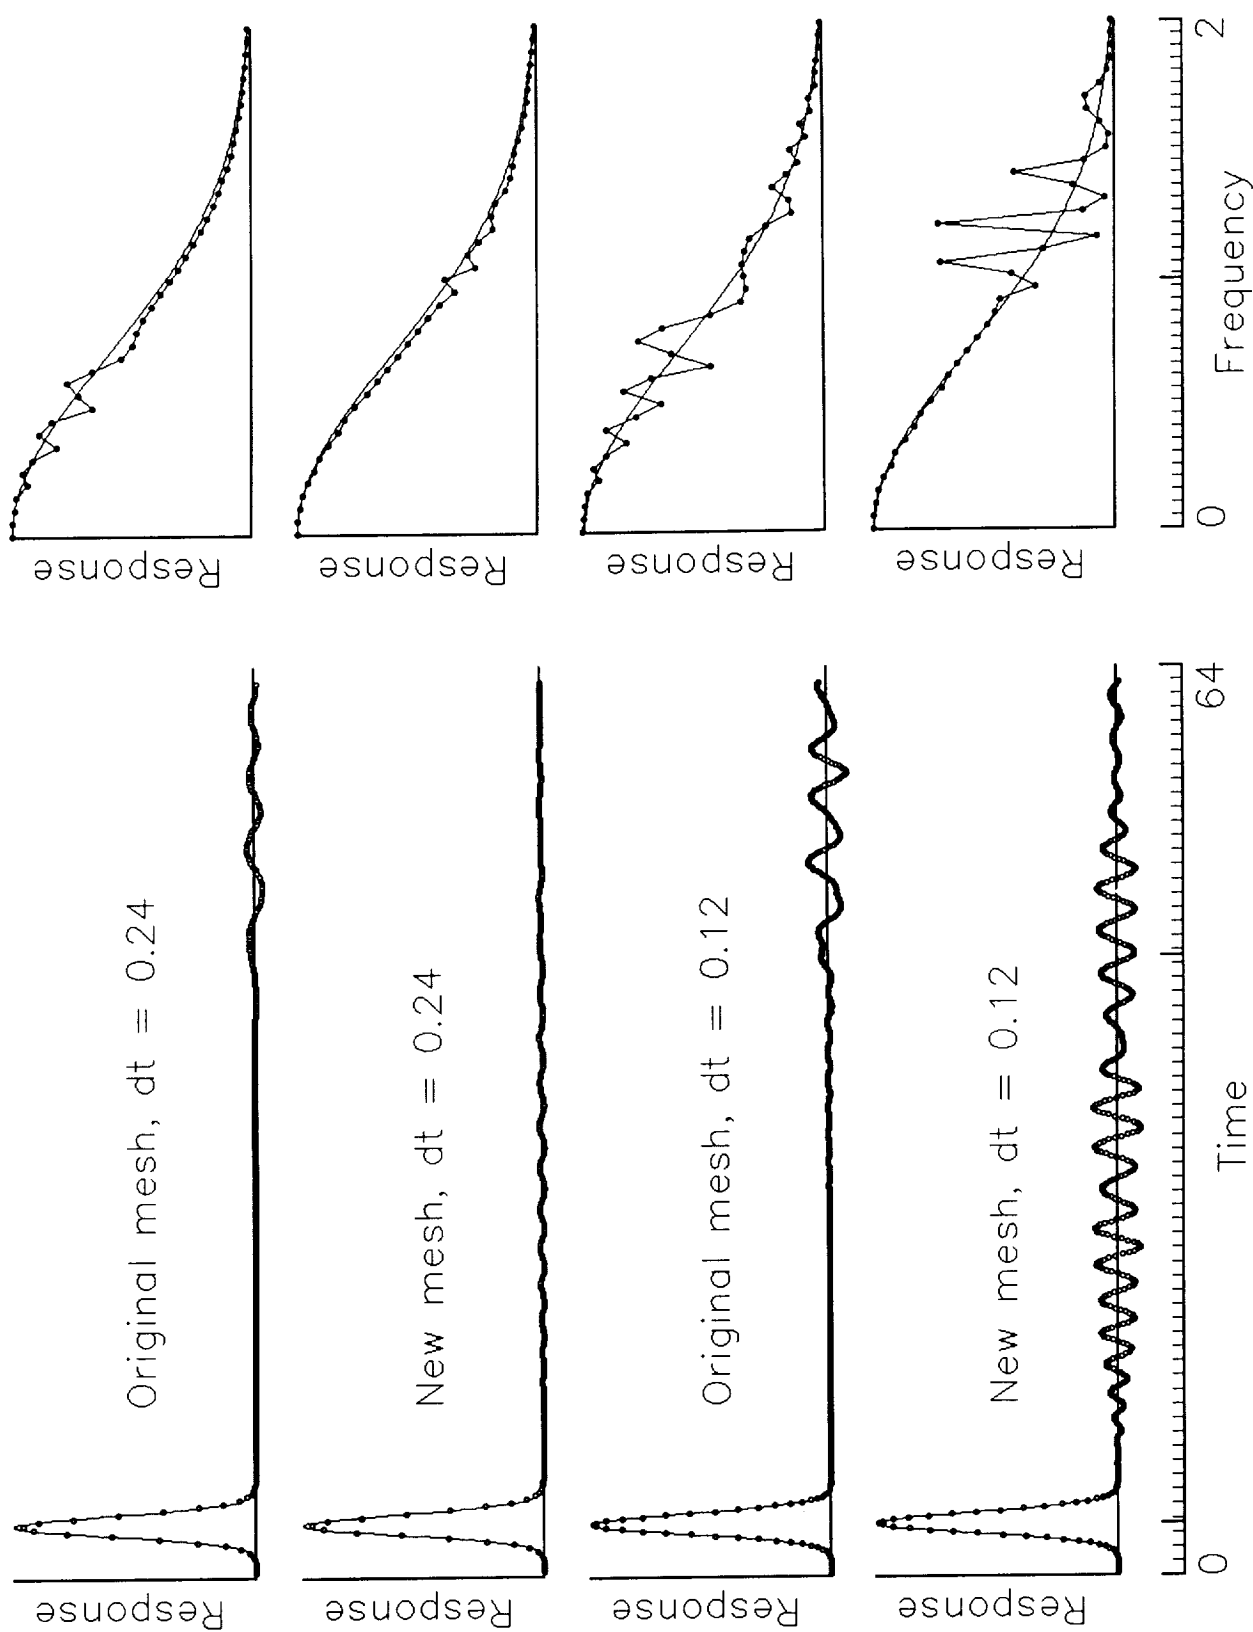 Response
Original mesh, dt = 0.24
Response
Response
New mesh, dt = 0.24
Response
Response
Original mesh, dt = 0.12
Response
Response
New mesh, dt = 0.12
Response
0
64
Time
0
2
Frequency